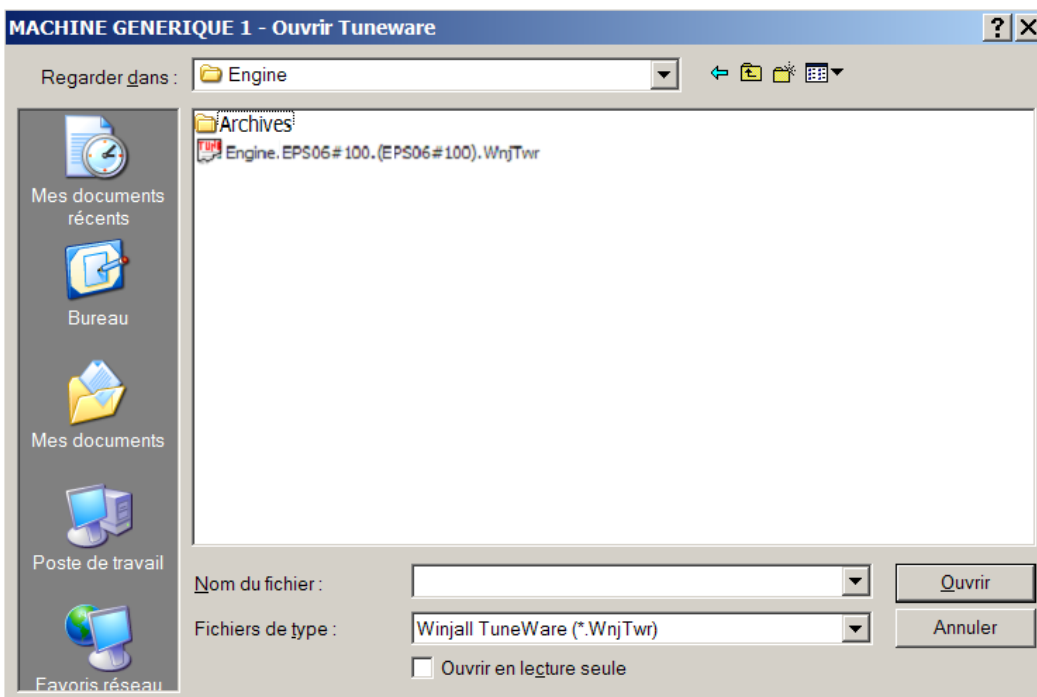 MACHINE GENERIQUE 1 - Ouvrir Tuneware
Regarder dans :
Engine
Archives
Engine.EPS06#100.(EPS06#100).WnjTwr
Mes documents
récents
Bureau
Mes documents
Poste de travail
Favoris réseau
Nom du fichier :
Ouvrir
Fichiers de type :
Winjall TuneWare (*.WnjTwr)
Annuler
Ouvrir en lecture seule